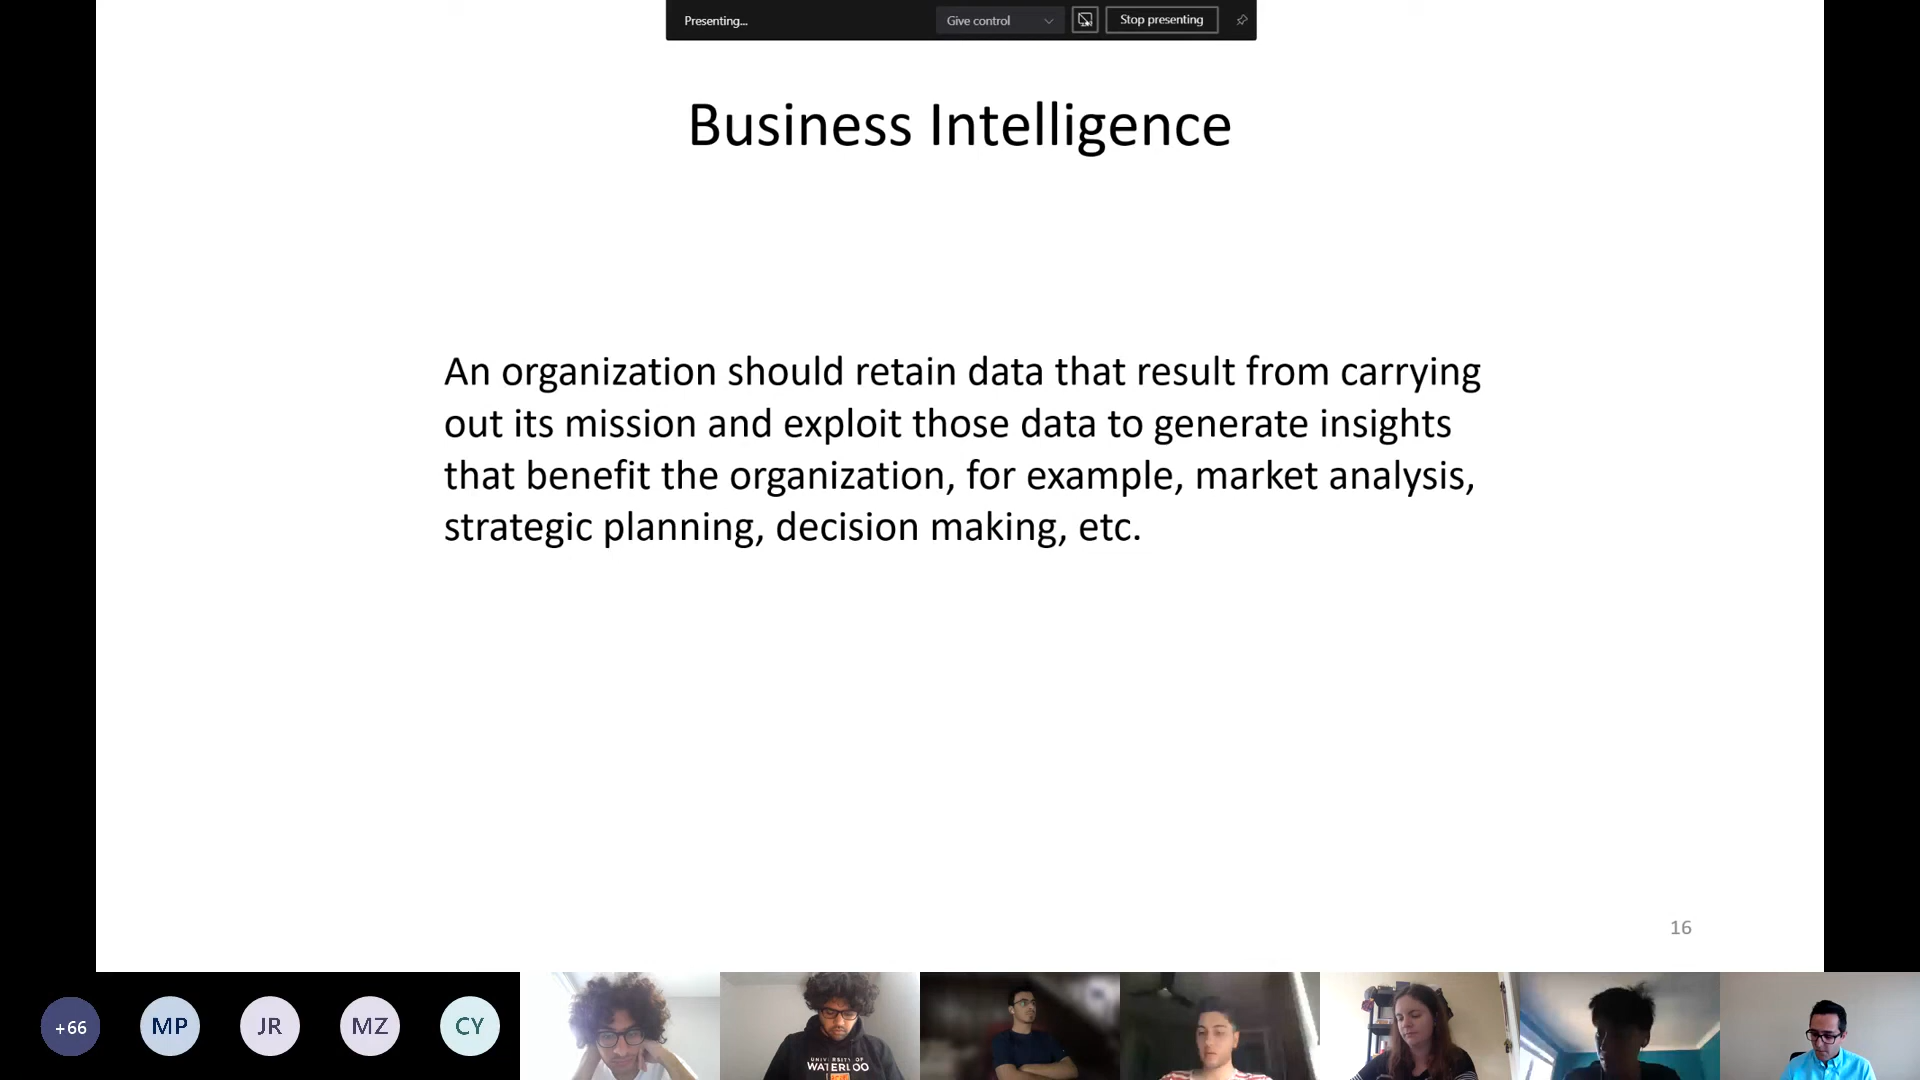 Presenting...
Give control
Stop presenting
Business Intelligence
An organization should retain data that result from carrying
out its mission and exploit those data to generate insights
that benefit the organization, for example, market analysis,
strategic planning, decision making, etc.
16
+66
MP
JR
MZ
CY
UNIVERSITY OF
WATERLOO